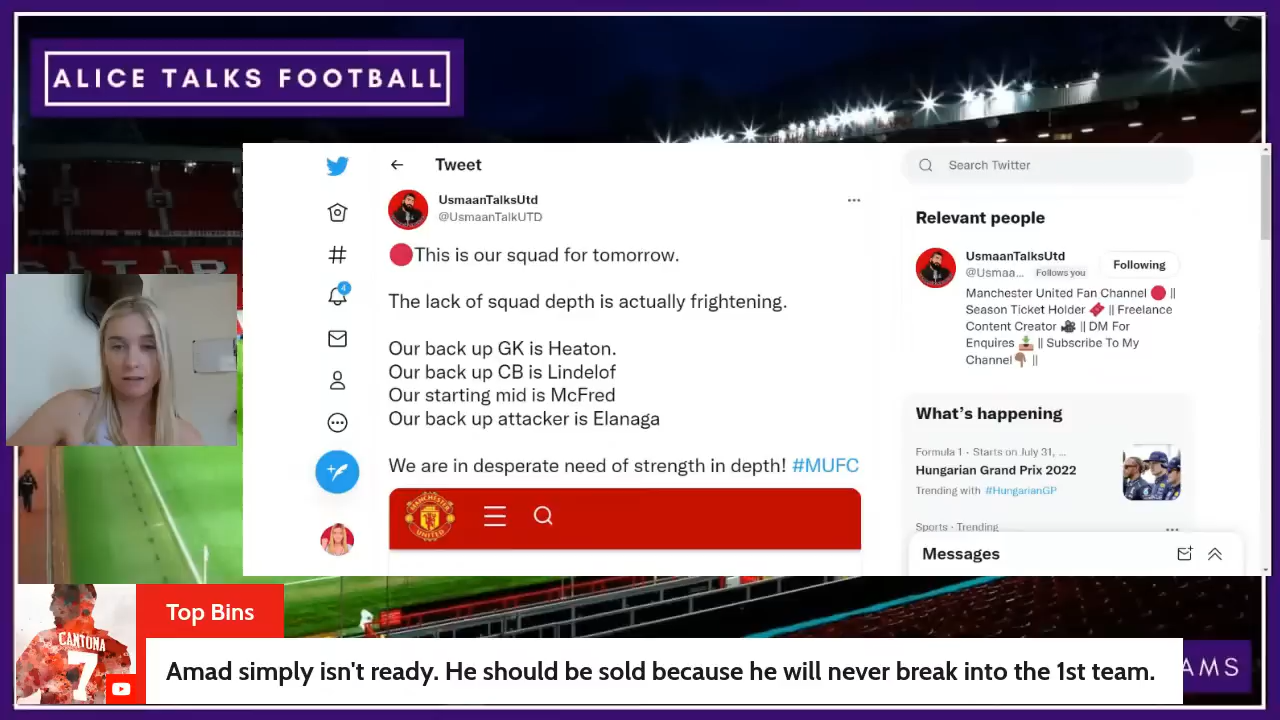 ALICE TALKS FOOTBALL
Tweet
Search Twitter
UsmaanTalksUtd
@UsmaanTalkUTD
🔴This is our squad for tomorrow.
The lack of squad depth is actually frightening.
Our back up GK is Heaton.
Our back up CB is Lindelof
Our starting mid is McFred
Our back up attacker is Elanaga
We are in desperate need of strength in depth! #MUFC
MANCHESTER
UNITED
4
Relevant people
UsmaanTalksUtd
@Usmaa... Follows you
Following
Manchester United Fan Channel 🔴 ||
Season Ticket Holder 🎟️ || Freelance
Content Creator 🎥 || DM For
Enquires 📩 || Subscribe To My
Channel👇🏽 ||
What's happening
Formula 1 · Starts on July 31, ...
Hungarian Grand Prix 2022
Trending with #HungarianGP
Sports · Trending
Messages
CANTONA
7
Top Bins
Amad simply isn't ready. He should be sold because he will never break into the 1st team.
AMS